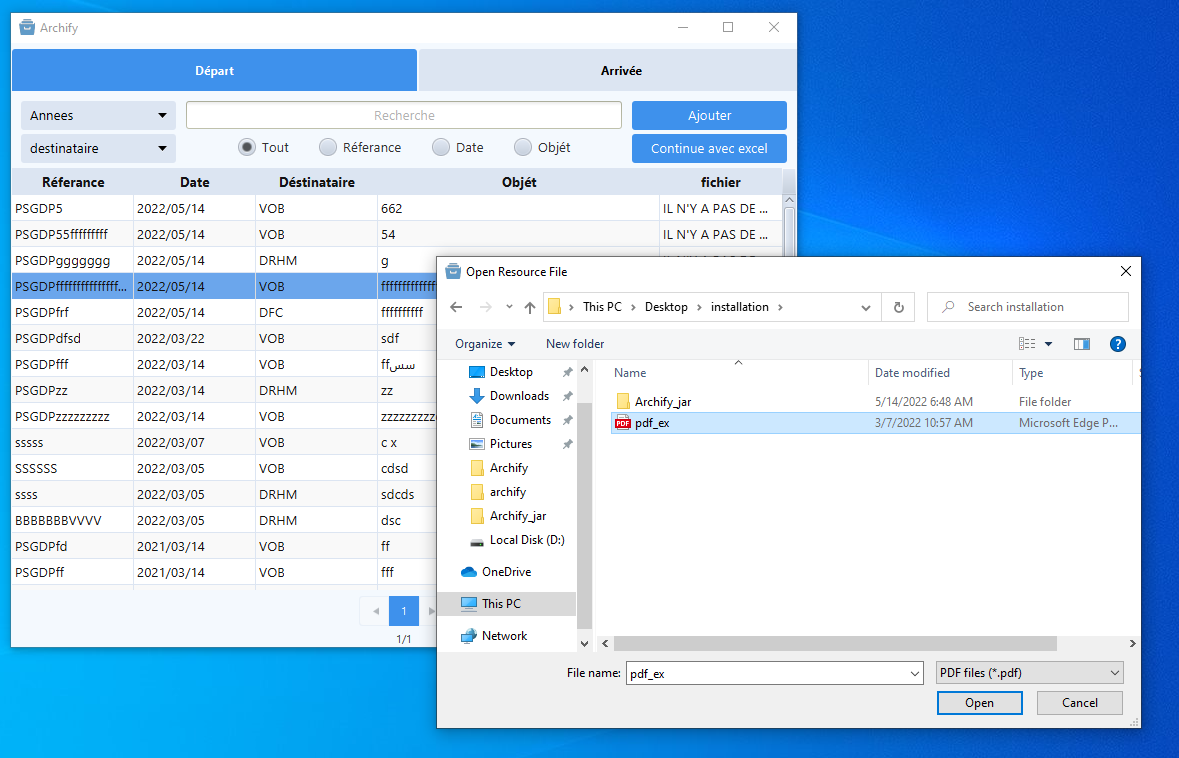 Archify
Départ
Arrivée
Annees
Recherche
Ajouter
destinataire
Tout
Réferance
Date
Objét
Continue avec excel
Réferance Date Déstinataire Objét fichier
PSGDP5 2022/05/14 VOB 662 IL N'Y A PAS DE ...
PSGDP55fffffffff 2022/05/14 VOB 54 IL N'Y A PAS DE ...
PSGDPggggggg 2022/05/14 DRHM g
2022/05/14 VOB
PSGDPfrf 2022/05/14 DFC ffffffffff
PSGDPdfsd 2022/03/22 VOB sdf
PSGDPfff 2022/03/14 VOB ffسس
PSGDPzz 2022/03/14 DRHM zz
PSGDPzzzzzzzzz 2022/03/14 VOB
sssss 2022/03/07 VOB c x
SSSSSS 2022/03/05 VOB cdsd
ssss 2022/03/05 DRHM sdcds
BBBBBBBVVVV 2022/03/05 DRHM dsc
PSGDPfd 2021/03/14 VOB ff
PSGDPff 2021/03/14 VOB fff
1
1/1
Open Resource File
This PC > Desktop > installation >
Search installation
Organize
New folder
?
Desktop
Downloads
Documents
Pictures
Archify
archify
Archify_jar
Local Disk (D:)
OneDrive
This PC
Network
Name Date modified Type
Archify_jar 5/14/2022 6:48 AM File folder
PDF pdf_ex 3/7/2022 10:57 AM Microsoft Edge P...
File name: pdf_ex
PDF files (*.pdf)
Open
Cancel